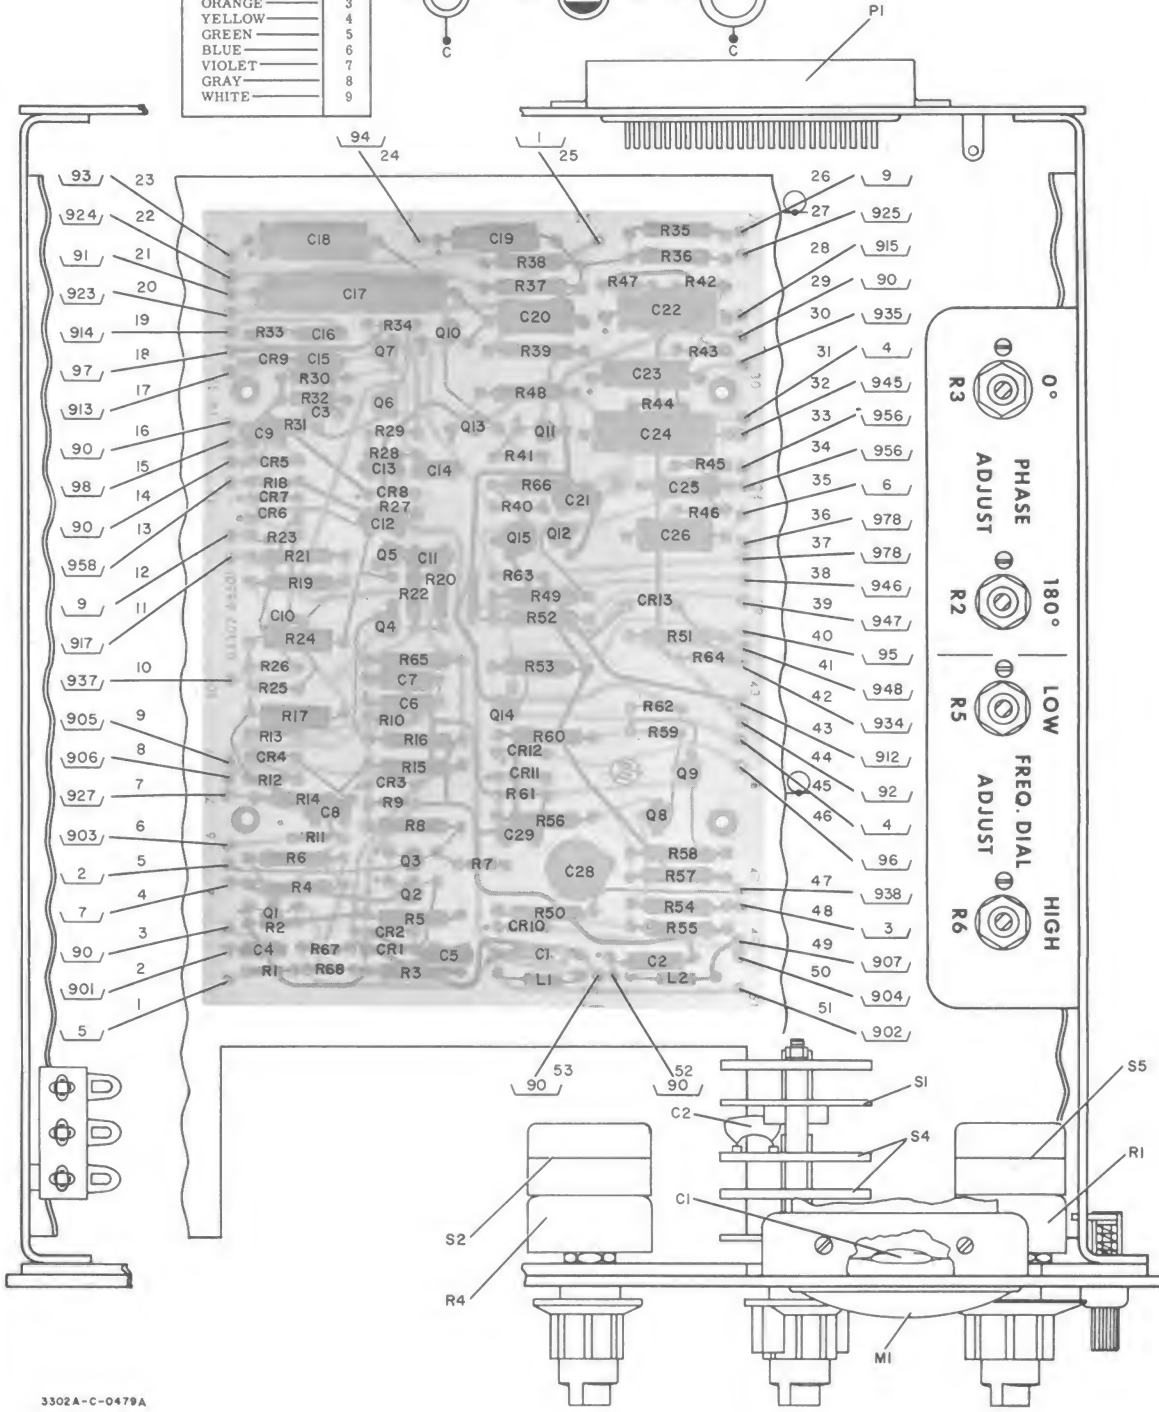 ORANGE 3
YELLOW 4
GREEN 5
BLUE 6
VIOLET 7
GRAY 8
WHITE 9
C
C
P1
94 24
1 25
93 23
924 22
91 21
923 20
914 19
97 18
913 17
90 16
98 15
90 14
958 13
9 12
917 11
937 10
905 9
906 8
927 7
903 6
2 5
7 4
90 3
901 2
5 1
26 9
27 925
28 915
29 90
30 935
31 4
32 945
33 956
34 956
35 6
36 978
37 978
38 946
39 947
40 95
41 948
42 934
43 912
44 92
45 4
46 96
47 938
48 3
49 907
50 904
51 902
C18 C19 R35
R38 R36
R37 R47 R42
C17
C20 C22
R33 C16 R34 Q10
CR9 C15 Q7 R39 R43
R30 C23
R32 C3 Q6 R48 R44
C9 R31 R29 Q13 Q11 C24
R28 R41 R45
CR5 C13 C14
R18 CR8 R66 C21 C25
CR7 R27 R40 R46
CR6 C12
R23 Q15 Q12 C26
R21 Q5 C11
R19 R20 R63
R22 R49 CR13
C10 Q4 R52
R24 R51
R26 R65 R53 R64
R25 C7
C6
R17 R10 Q14 R62
R13 R16 R60 R59
CR4 CR12
R12 R15 CR11 Q9
CR3
R14 R9 R61
C8 R8 R56 Q8
R11 C29
R6 Q3 R7 R58
C28 R57
R4 Q2
Q1 R5 R50 R54
R2 CR2 CR10 R55
C4 R67 CR1 C5 C1 C2
R1 R68 R3 L1 L2
90 53
52 90
0°
R3
PHASE
ADJUST
180°
R2
LOW
R5
FREQ. DIAL
ADJUST
HIGH
R6
S1
S5
C2
S4
R1
C1
S2
R4
M1
3302A-C-0479A